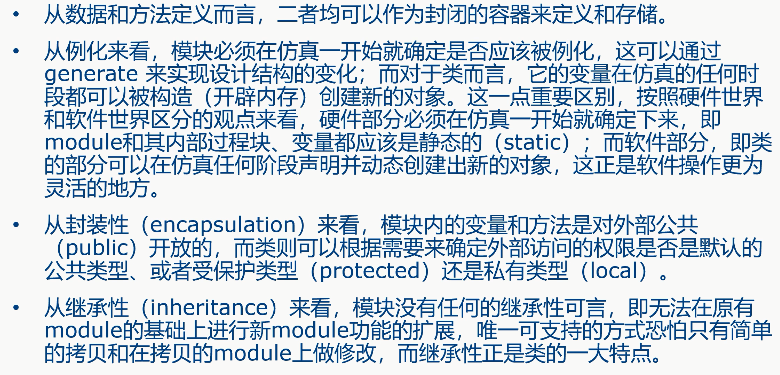 • 从数据和方法定义而言，二者均可以作为封闭的容器来定义和存储。
• 从例化来看，模块必须在仿真一开始就确定是否应该被例化，这可以通过
generate 来实现设计结构的变化；而对于类而言，它的变量在仿真的任何时
段都可以被构造（开辟内存）创建新的对象。这一点重要区别，按照硬件世界
和软件世界区分的观点来看，硬件部分必须在仿真一开始就确定下来，即
module和其内部过程块、变量都应该是静态的（static）；而软件部分，即类
的部分可以在仿真任何阶段声明并动态创建出新的对象，这正是软件操作更为
灵活的地方。
• 从封装性（encapsulation）来看，模块内的变量和方法是对外部公共
（public）开放的，而类则可以根据需要来确定外部访问的权限是否是默认的
公共类型、或者受保护类型（protected）还是私有类型（local）。
• 从继承性（inheritance）来看，模块没有任何的继承性可言，即无法在原有
module的基础上进行新module功能的扩展，唯一可支持的方式恐怕只有简单
的拷贝和在拷贝的module上做修改，而继承性正是类的一大特点。